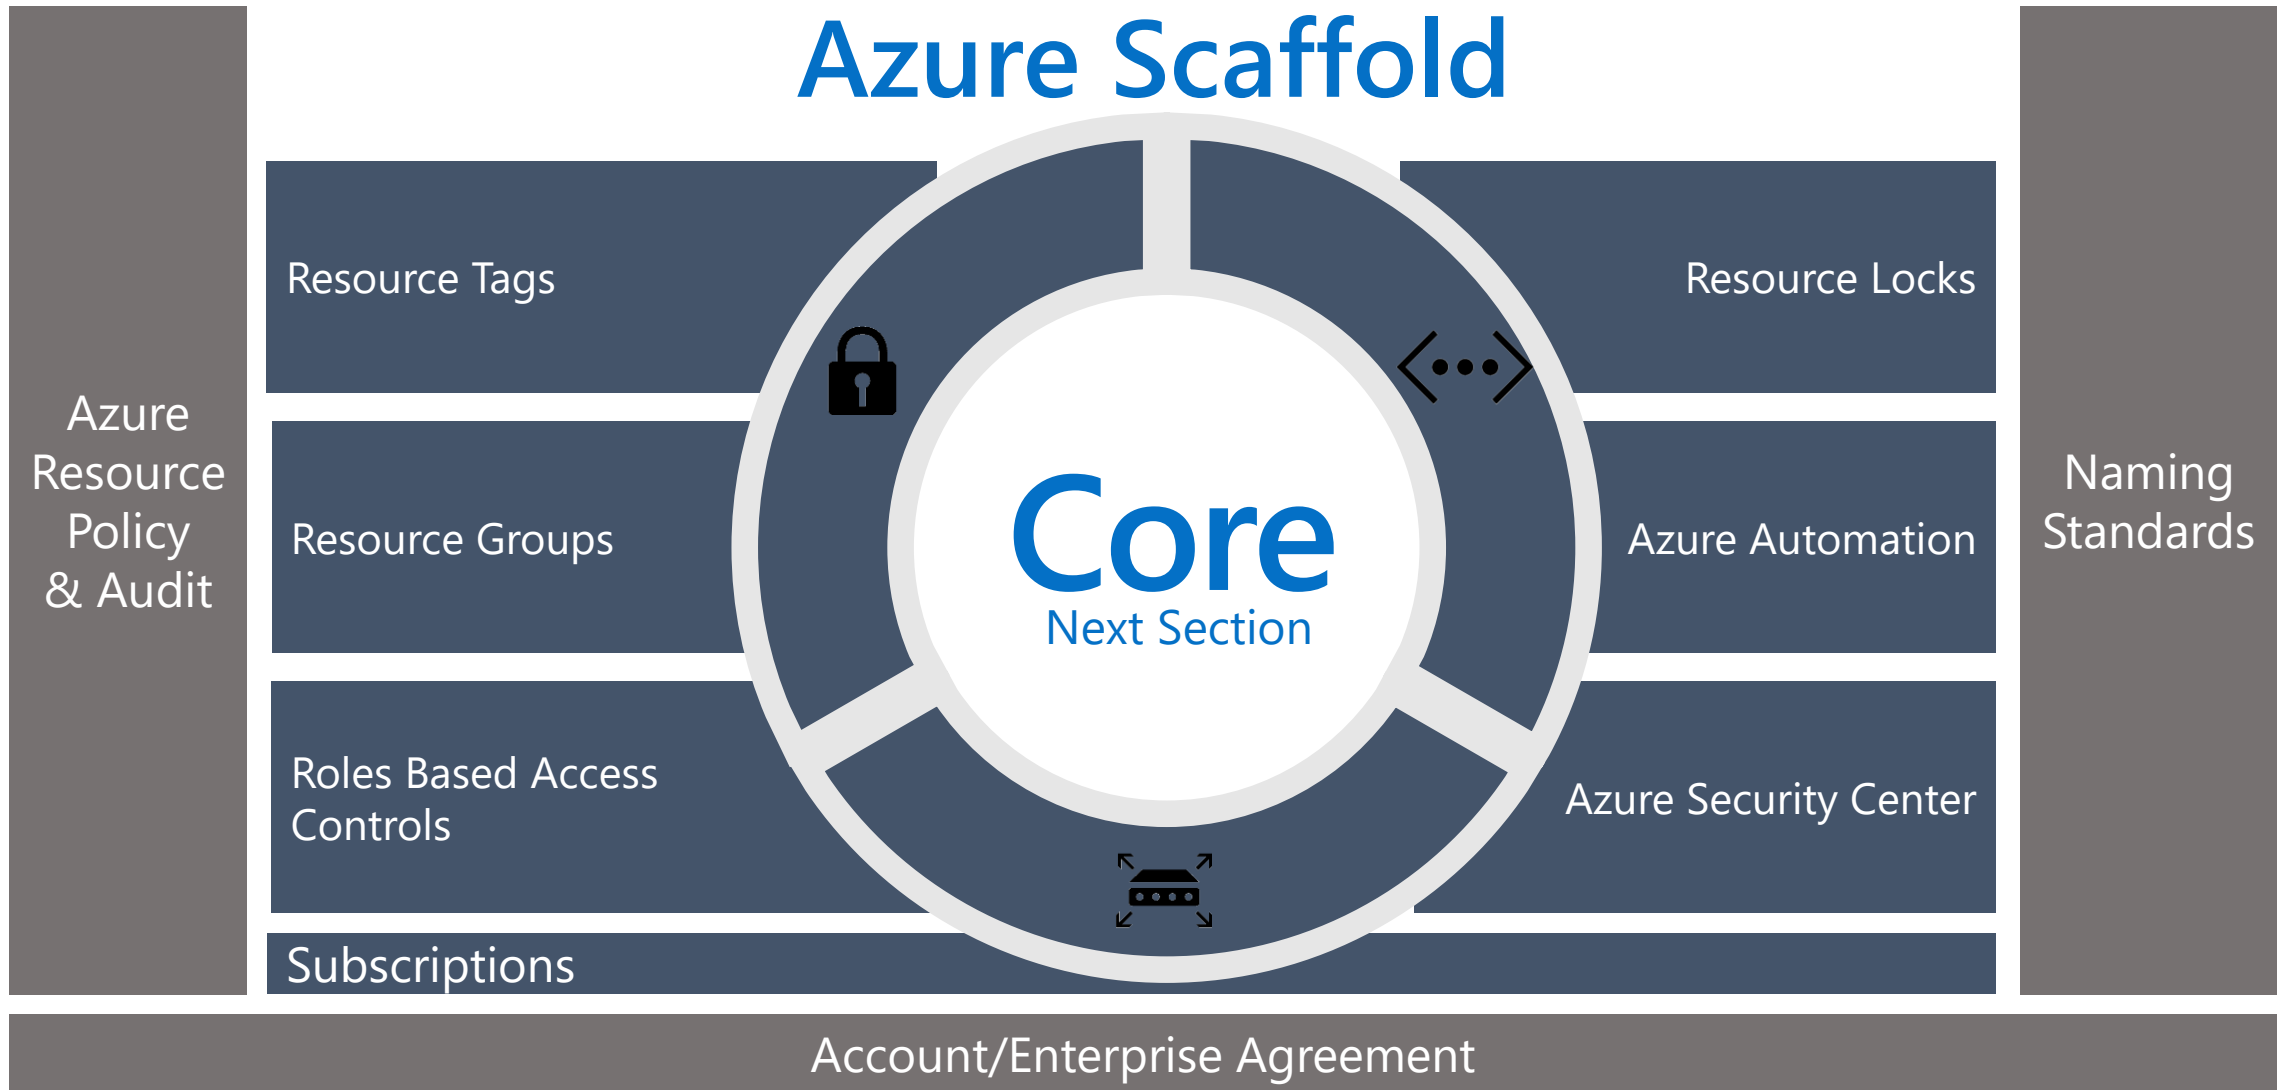 Azure Scaffold
Azure
Resource
Policy
& Audit
Resource Tags
Resource Groups
Roles Based Access
Controls
Subscriptions
Core
Next Section
Resource Locks
Azure Automation
Azure Security Center
Naming
Standards
Account/Enterprise Agreement